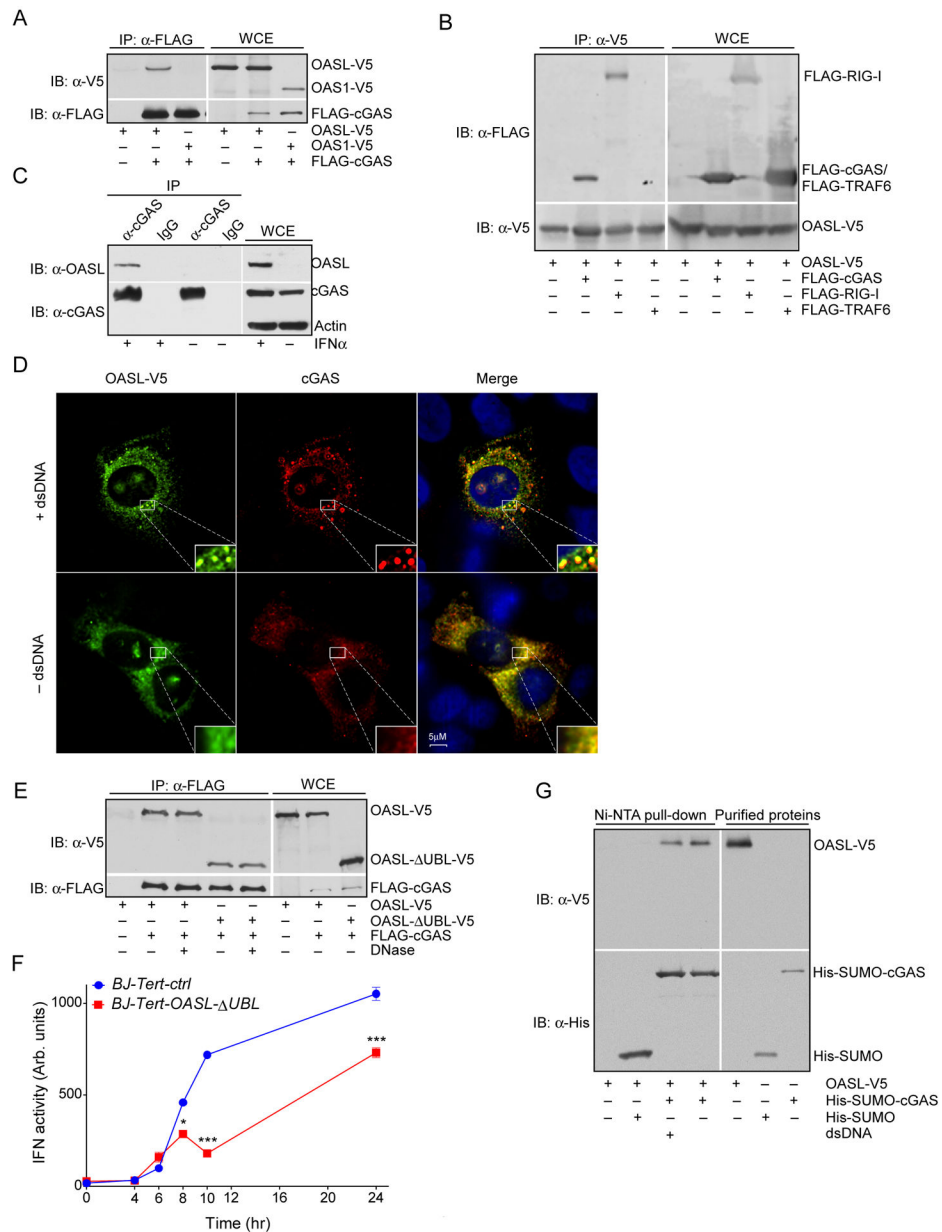 A
IP: α-FLAG WCE
IB: α-V5
OASL-V5
OAS1-V5
IB: α-FLAG
FLAG-cGAS
+ + – + + – OASL-V5
– – + – – + OAS1-V5
– + + – + + FLAG-cGAS
B
IP: α-V5 WCE
FLAG-RIG-I
IB: α-FLAG
FLAG-cGAS/
FLAG-TRAF6
IB: α-V5
OASL-V5
+ + + + + + + + OASL-V5
– + – – – + – – FLAG-cGAS
– – + – – – + – FLAG-RIG-I
– – – + – – – + FLAG-TRAF6
C
IP
α-cGAS IgG α-cGAS IgG WCE
IB: α-OASL
OASL
IB: α-cGAS
cGAS
Actin
+ + – – + – IFNα
D
OASL-V5 cGAS Merge
+ dsDNA
– dsDNA
5μM
E
IP: α-FLAG WCE
IB: α-V5
OASL-V5
OASL-ΔUBL-V5
IB: α-FLAG
FLAG-cGAS
+ + + – – + + – OASL-V5
– – – + + – – + OASL-ΔUBL-V5
– + + + + – + + FLAG-cGAS
+ + DNase
F
BJ-Tert-ctrl
BJ-Tert-OASL-ΔUBL
IFN activity (Arb. units)
1000
500
0
* *** ***
0 4 6 8 10 12 16 20 24
Time (hr)
G
Ni-NTA pull-down Purified proteins
IB: α-V5
OASL-V5
IB: α-His
His-SUMO-cGAS
His-SUMO
+ + + + + – – OASL-V5
– – + + – – + His-SUMO-cGAS
– + – – – + – His-SUMO
+ dsDNA